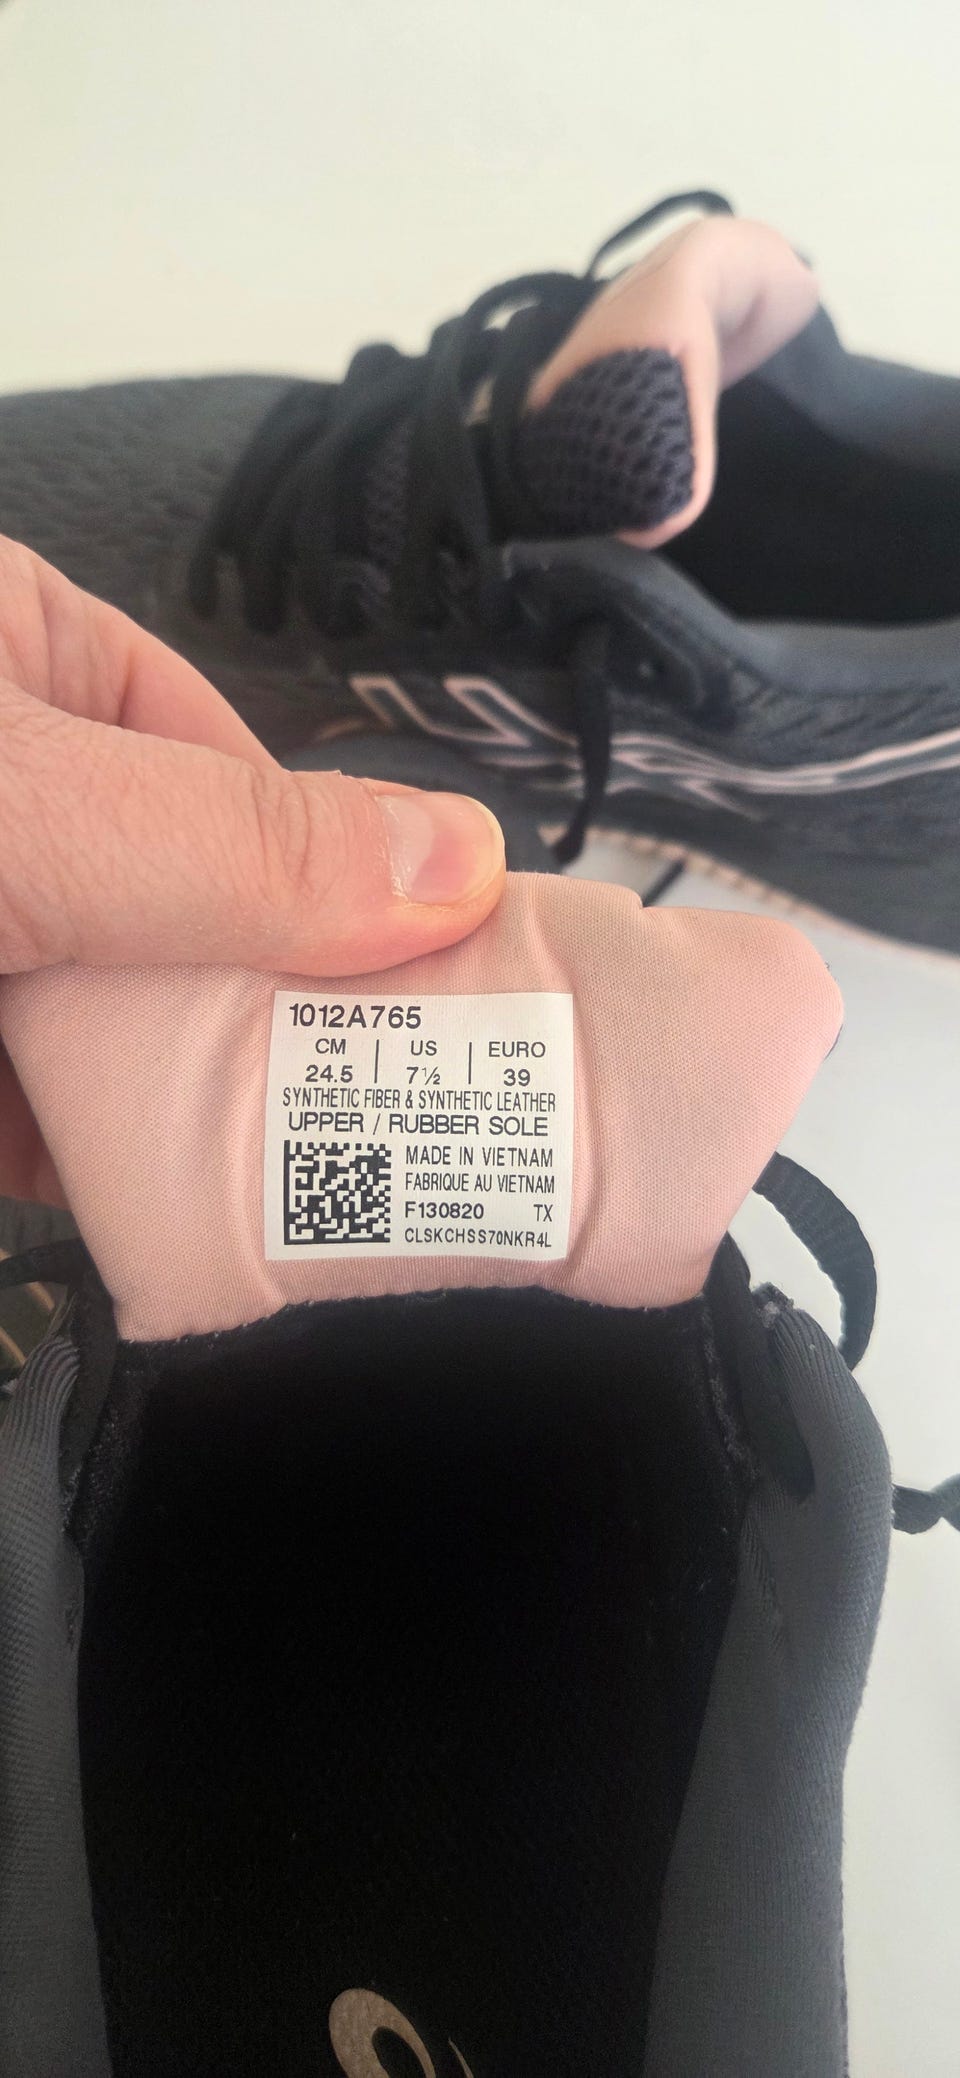 1012A765
CM | US | EURO
24.5 | 7½ | 39
SYNTHETIC FIBER & SYNTHETIC LEATHER
UPPER / RUBBER SOLE
MADE IN VIETNAM
FABRIQUE AU VIETNAM
F130820 TX
CLSKCHSS70NKR4L